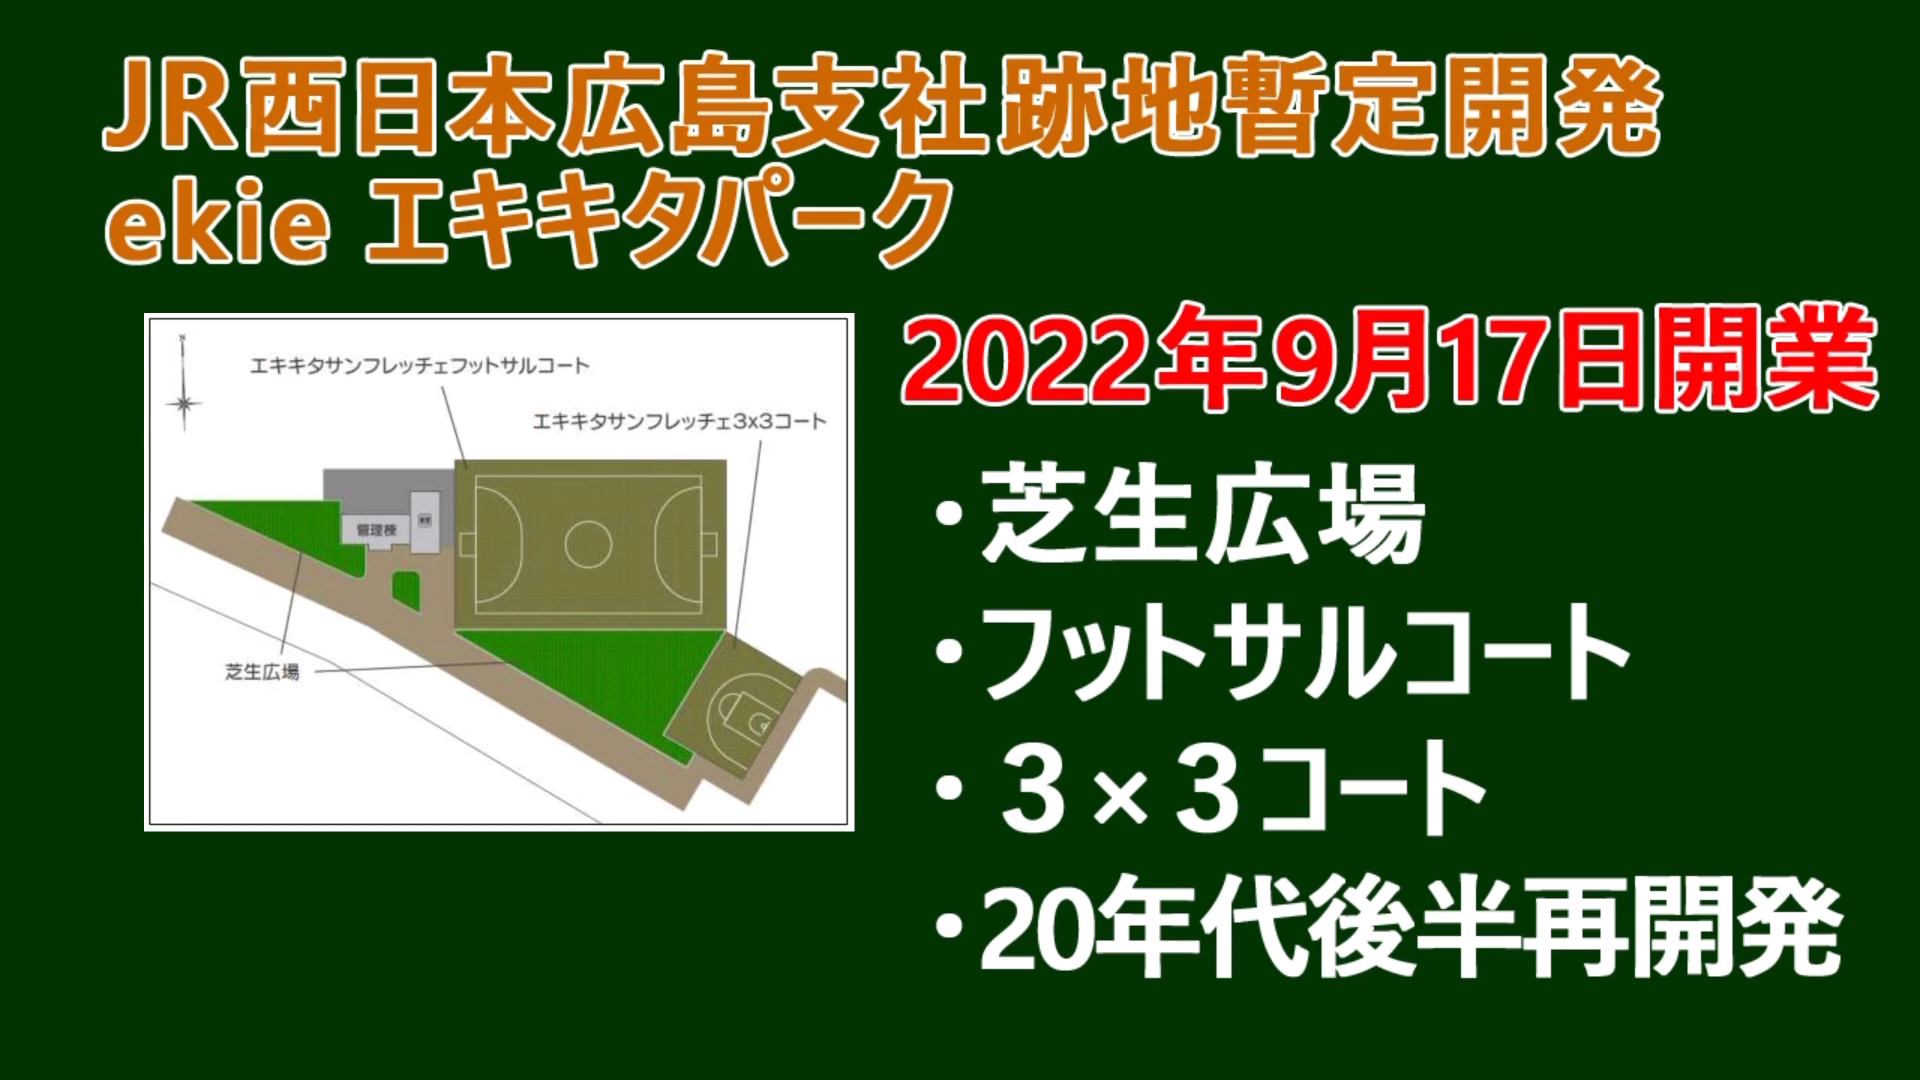 JR西日本広島支社跡地暫定開発
ekie エキキタパーク
2022年9月17日開業
N
エキキタサンフレッチェフットサルコート
エキキタサンフレッチェ3x3コート
管理棟
芝生広場
・芝生広場
・フットサルコート
・３×３コート
・20年代後半再開発